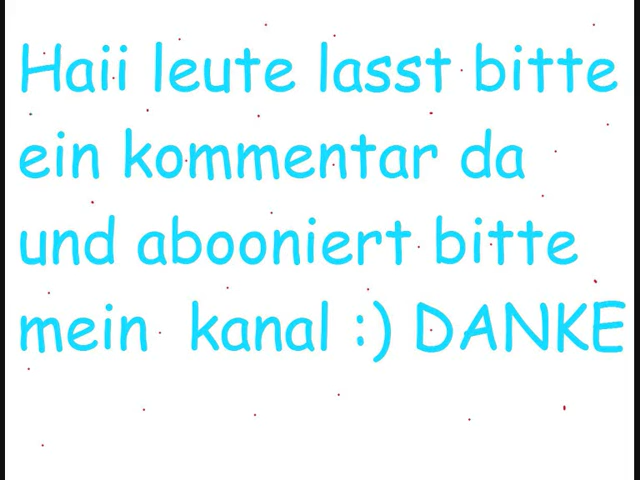 Haii leute lasst bitte
ein kommentar da
und abooniert bitte
mein kanal :) DANKE